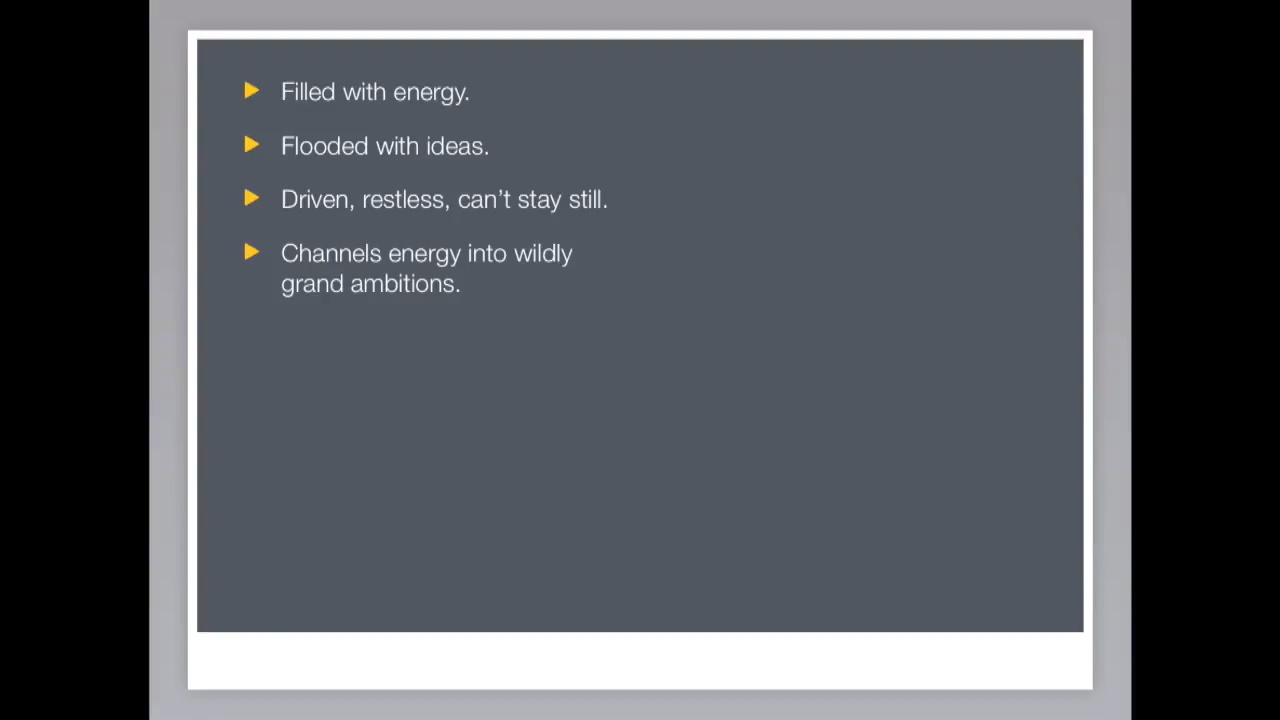 Filled with energy.
Flooded with ideas.
Driven, restless, can’t stay still.
Channels energy into wildly
grand ambitions.